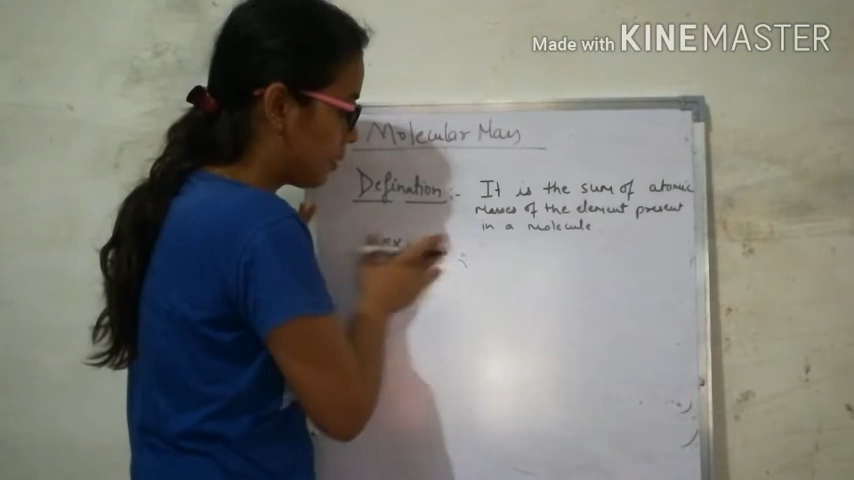 Made with KINEMASTER
Molecular Mass
Defination :- It is the sum of atomic
masses of the element present
in a molecule